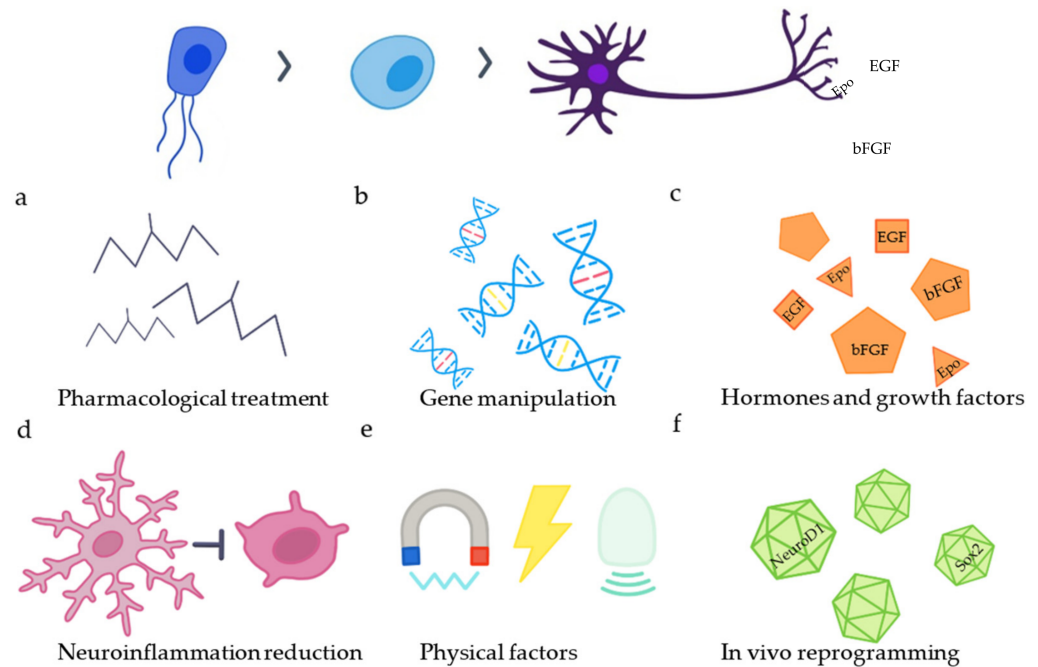 EGF
Epo
bFGF
a
b
c
EGF
Epo
bFGF
EGF
bFGF
Epo
Pharmacological treatment
Gene manipulation
Hormones and growth factors
d
e
f
NeuroD1
Sox2
Neuroinflammation reduction
Physical factors
In vivo reprogramming